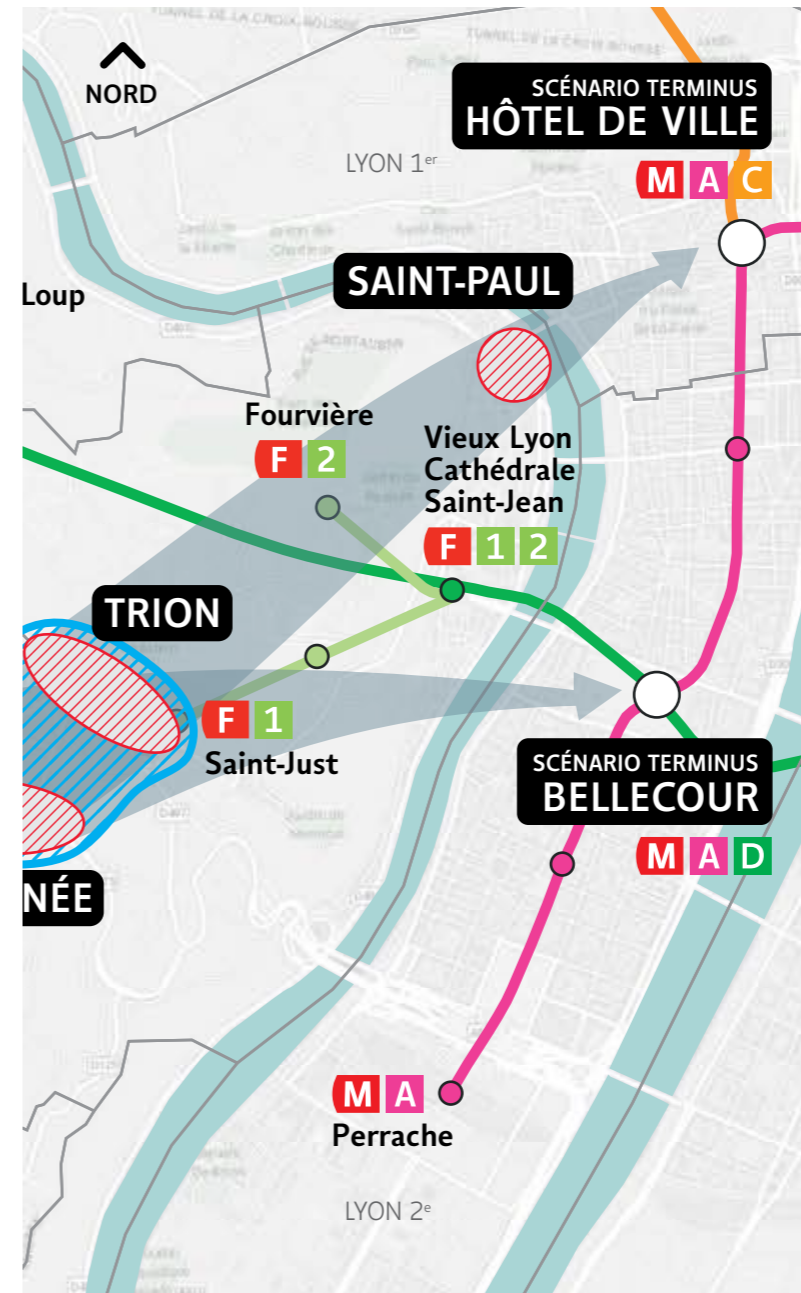 NORD
SCÉNARIO TERMINUS
HÔTEL DE VILLE
M A C
LYON 1er
Loup
SAINT-PAUL
Fourvière
F 2
Vieux Lyon
Cathédrale
Saint-Jean
F 1 2
TRION
F 1
Saint-Just
SCÉNARIO TERMINUS
BELLECOUR
M A D
NÉE
M A
Perrache
LYON 2e